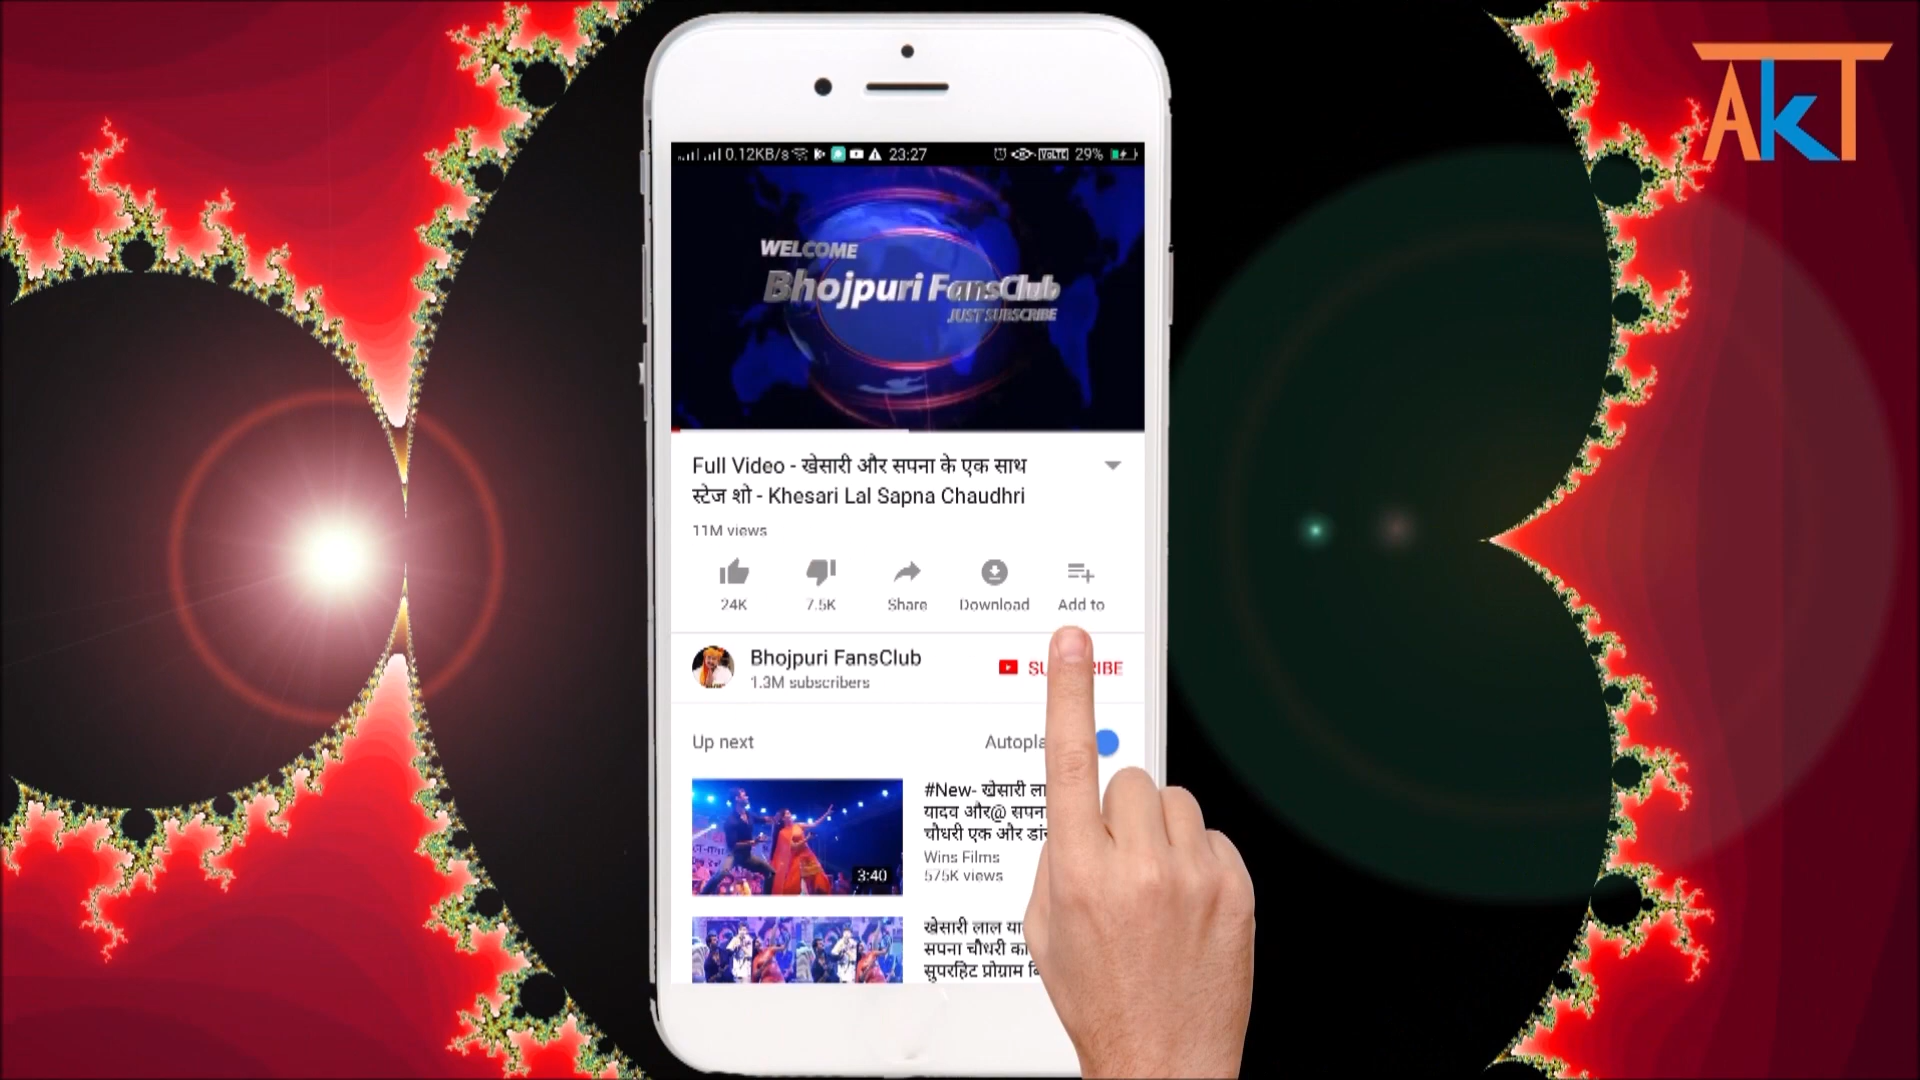 AKT
0.12KB/s 23:27 VoLTE 29%
WELCOME
Bhojpuri FansClub
JUST SUBSCRIBE
Full Video - खेसारी और सपना के एक साथ
स्टेज शो - Khesari Lal Sapna Chaudhri
11M views
24K 7.5K Share Download Add to
Bhojpuri FansClub
1.3M subscribers
Up next
3:40
#New- खेसारी
यादव और@
चौधरी एक और
Wins Films
575K views
खेसारी लाल
सपना चौधरी
सुपरहिट प्रोग्राम